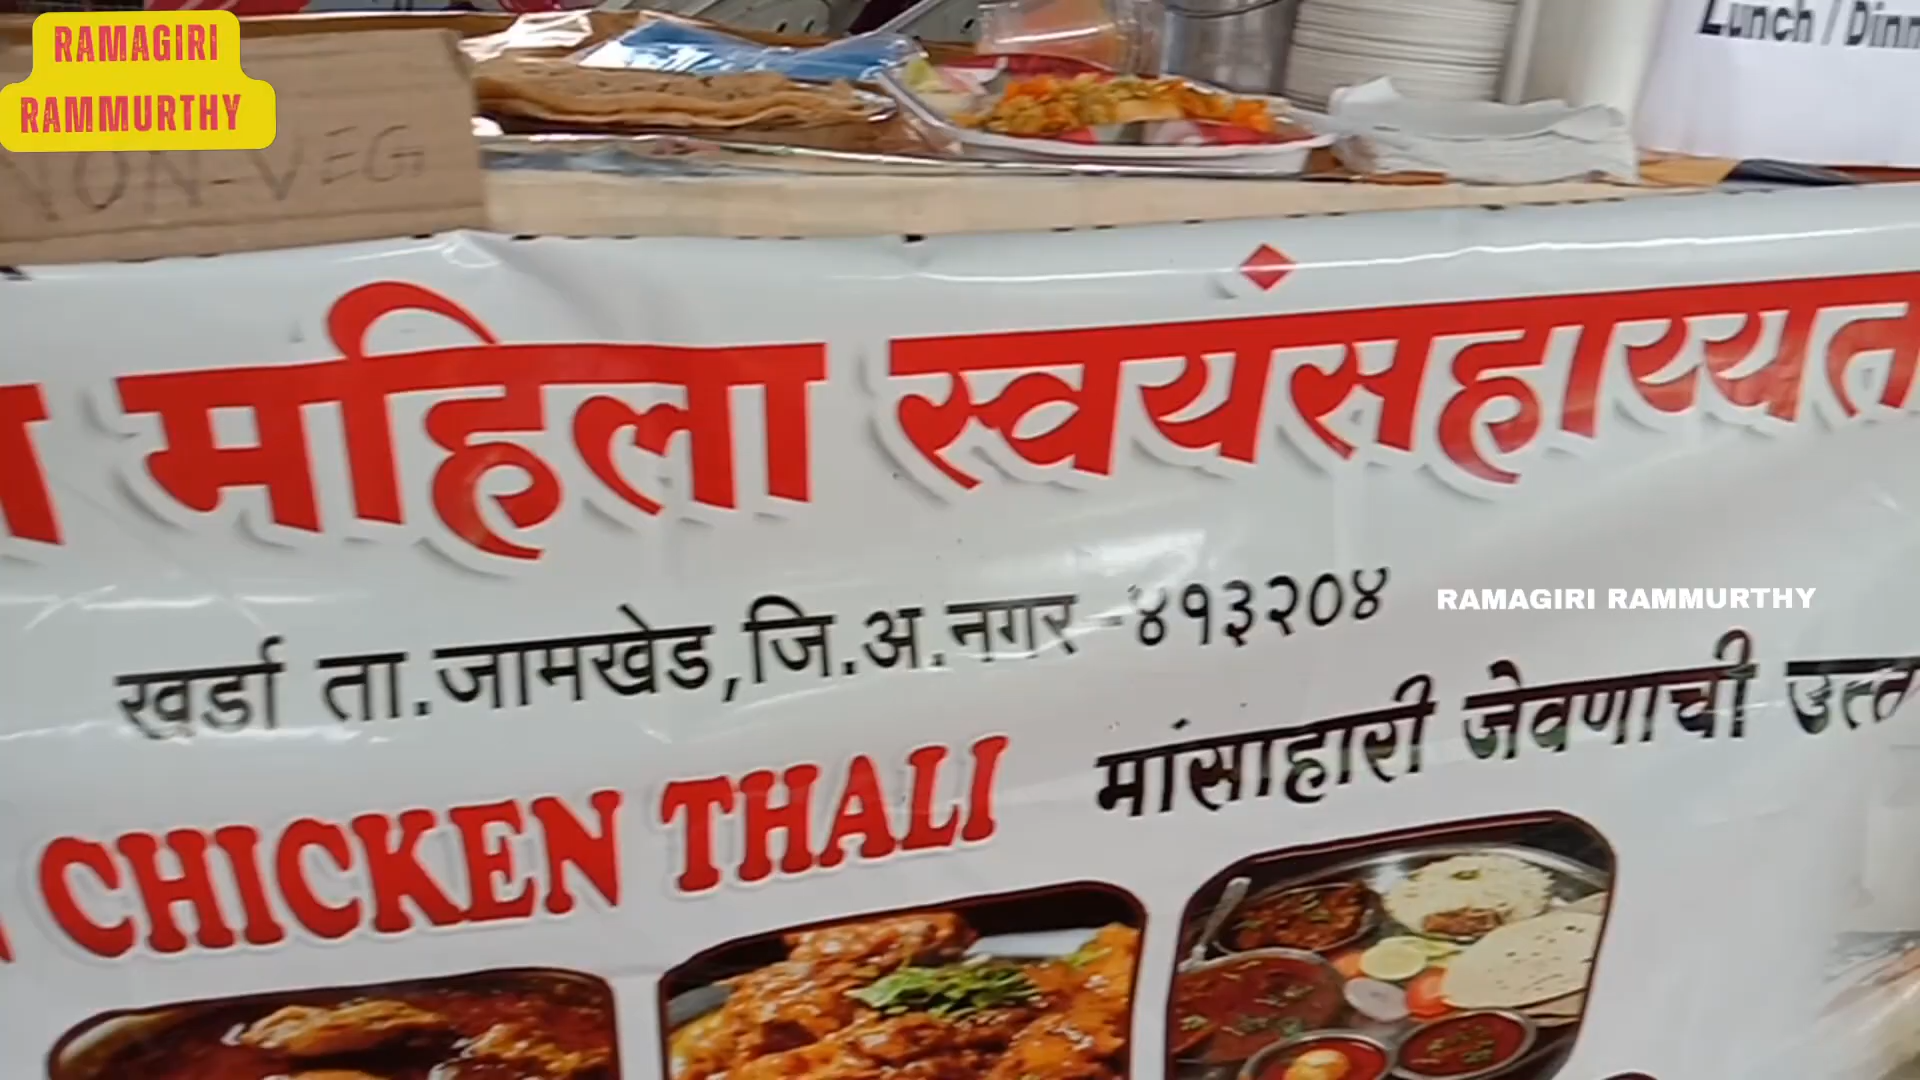 RAMAGIRI
RAMMURTHY
NON-VEG
Lunch / Dinn
महिला स्वयंसहाय्यत
खर्डा ता.जामखेड,जि.अ.नगर -४१३२०४
RAMAGIRI RAMMURTHY
CHICKEN THALI मांसाहारी जेवणाची उत्त